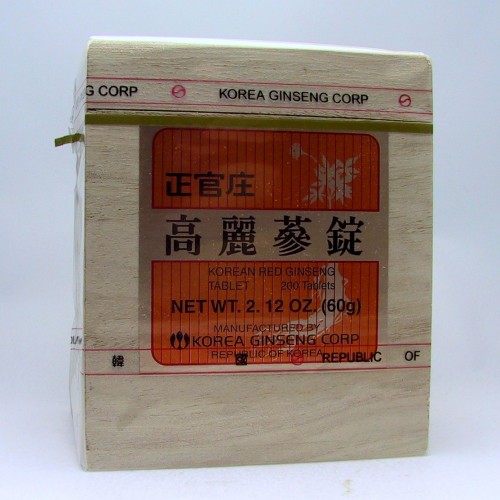 G CORP
KOREA GINSENG CORP
正官庄
高麗蔘錠
KOREAN RED GINSENG
TABLET 200 Tablets
NET WT. 2. 12 OZ. (60g)
MANUFACTURED BY
KOREA GINSENG CORP
REPUBLIC OF KOREA
韓 國 REPUBLIC OF